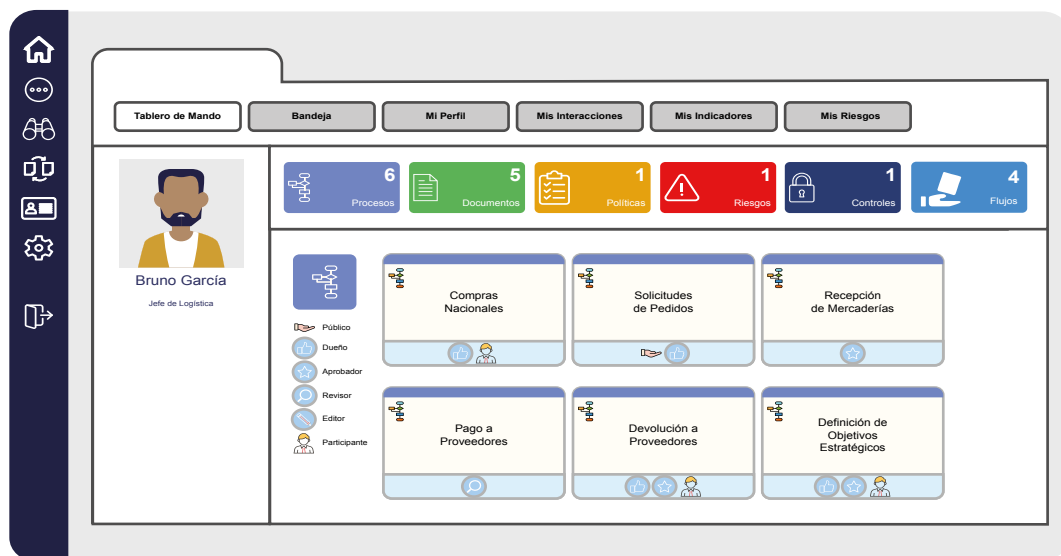 Tablero de Mando
Bandeja
Mi Perfil
Mis Interacciones
Mis Indicadores
Mis Riesgos
6
Procesos
5
Documentos
1
Políticas
1
Riesgos
1
Controles
4
Flujos
Bruno García
Jefe de Logística
Público
Dueño
Aprobador
Revisor
Editor
Participante
Compras
Nacionales
Solicitudes
de Pedidos
Recepción
de Mercaderías
Pago a
Proveedores
Devolución a
Proveedores
Definición de
Objetivos
Estratégicos